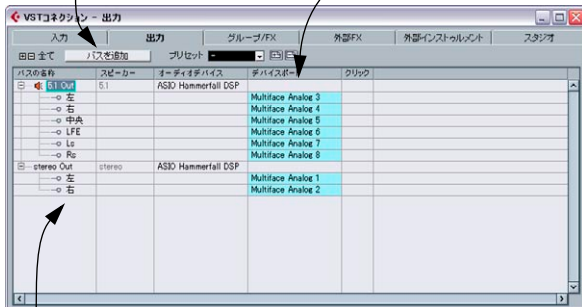 VSTコネクション - 出力
入力 出力 グループ/FX 外部FX 外部インストゥルメント スタジオ
全て バスを追加 プリセット -
バスの名称 スピーカー オーディオデバイス デバイスポート クリック
5.1 Out 5.1 ASIO Hammerfall DSP
左 Multiface Analog 3
右 Multiface Analog 4
中央 Multiface Analog 5
LFE Multiface Analog 6
Ls Multiface Analog 7
Rs Multiface Analog 8
stereo Out stereo ASIO Hammerfall DSP
左 Multiface Analog 1
右 Multiface Analog 2